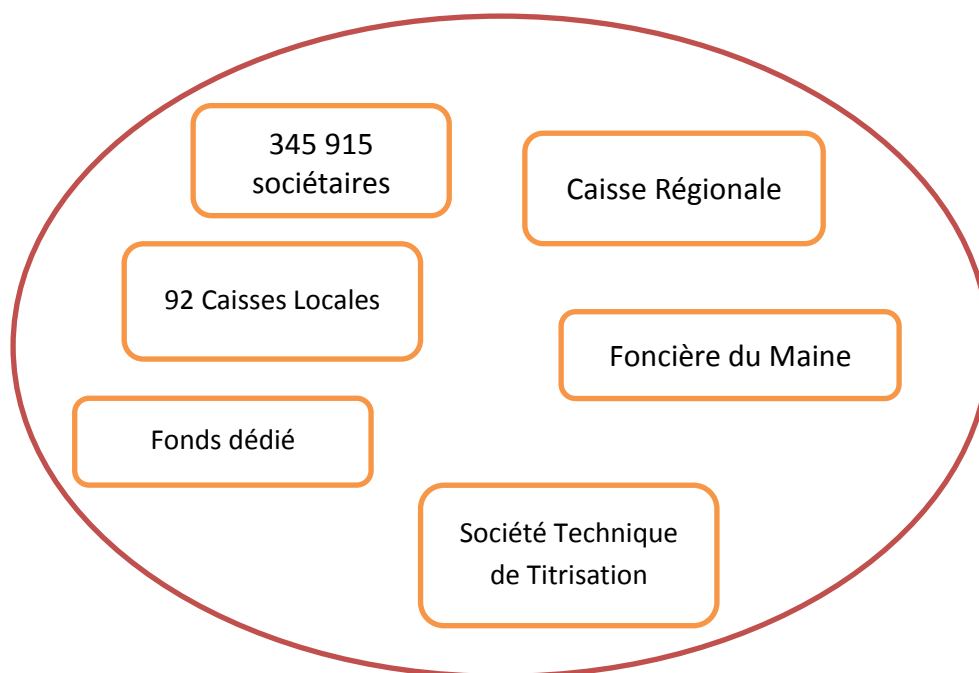 345 915
sociétaires
Caisse Régionale
92 Caisses Locales
Foncière du Maine
Fonds dédié
Société Technique
de Titrisation